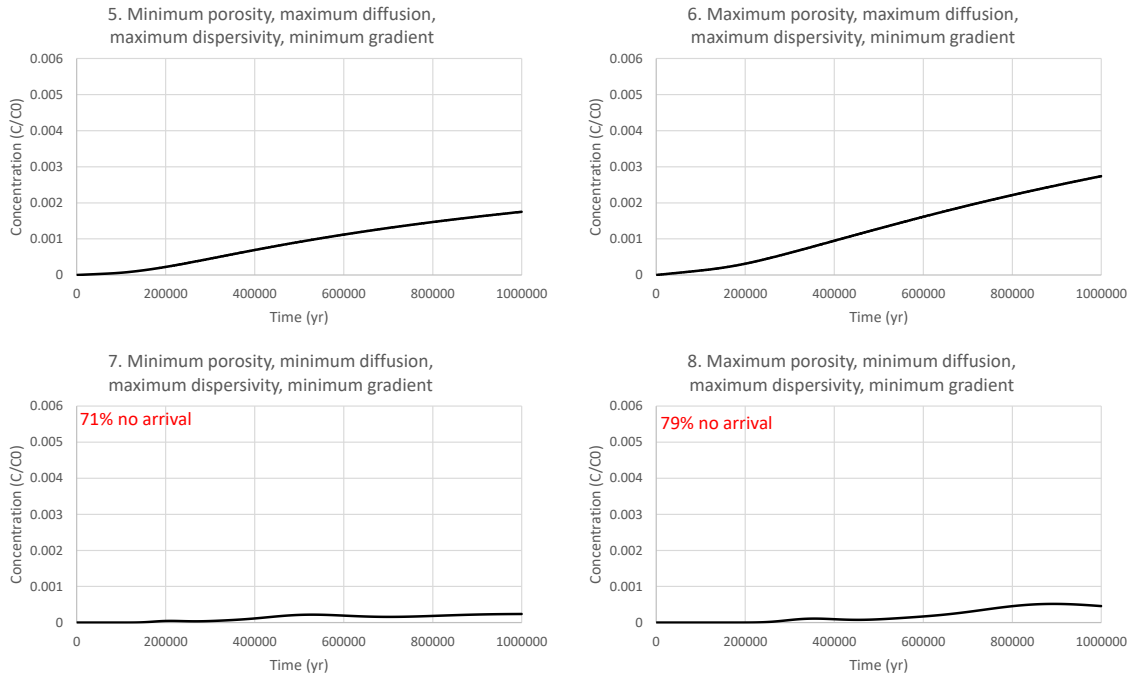 5. Minimum porosity, maximum diffusion,
maximum dispersivity, minimum gradient
0.006
0.005
0.004
0.003
0.002
0.001
0
Concentration (C/C0)
0
200000
400000
600000
800000
1000000
Time (yr)
6. Maximum porosity, maximum diffusion,
maximum dispersivity, minimum gradient
0.006
0.005
0.004
0.003
0.002
0.001
0
Concentration (C/C0)
0
200000
400000
600000
800000
1000000
Time (yr)
7. Minimum porosity, minimum diffusion,
maximum dispersivity, minimum gradient
71% no arrival
0.006
0.005
0.004
0.003
0.002
0.001
0
Concentration (C/C0)
0
200000
400000
600000
800000
1000000
Time (yr)
8. Maximum porosity, minimum diffusion,
maximum dispersivity, minimum gradient
79% no arrival
0.006
0.005
0.004
0.003
0.002
0.001
0
Concentration (C/C0)
0
200000
400000
600000
800000
1000000
Time (yr)